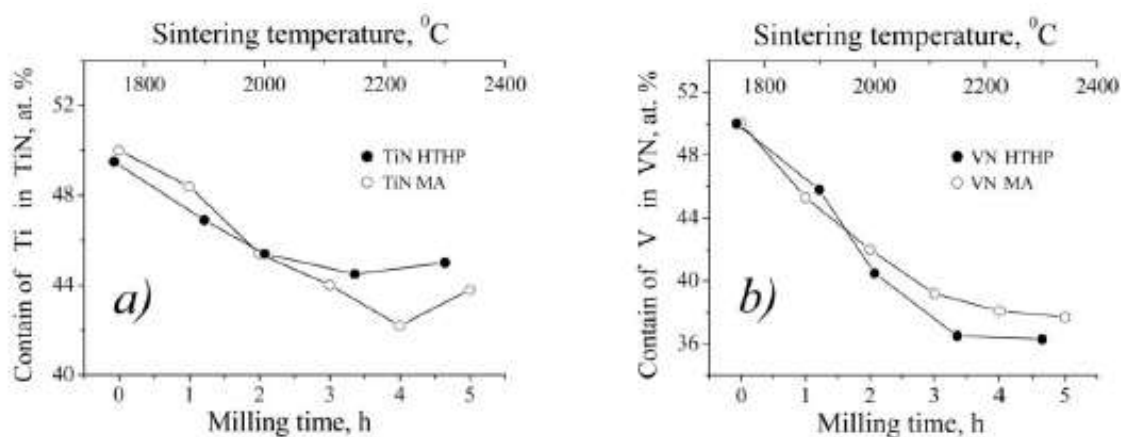 Sintering temperature, ⁰C
1800 2000 2200 2400
Contain of Ti in TiN, at. %
52
48
44
40
TiN HTHP
TiN MA
a)
0 1 2 3 4 5
Milling time, h
Sintering temperature, ⁰C
1800 2000 2200 2400
Contain of V in VN, at. %
52
48
44
40
36
VN HTHP
VN MA
b)
0 1 2 3 4 5
Milling time, h